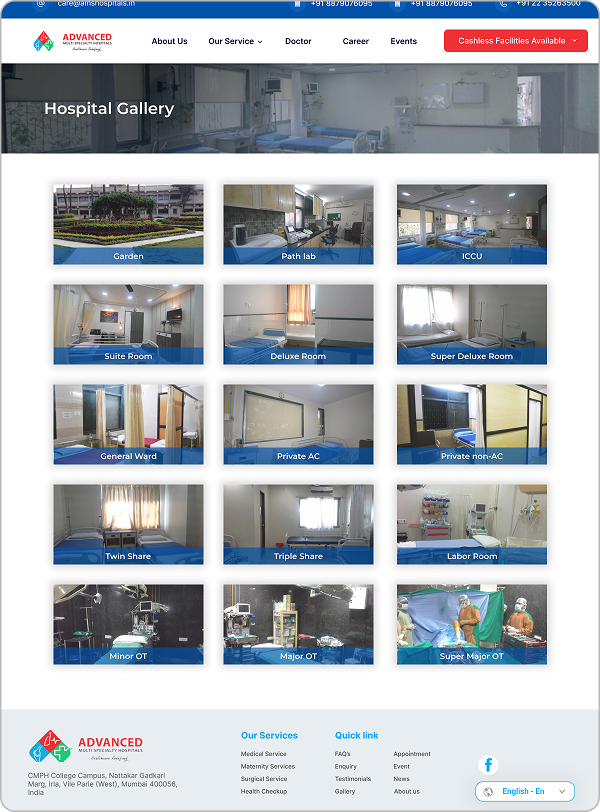 care@amshospitals.in
+91 8879076095
+91 8879076095
+91 22 35263500
ADVANCED
MULTI SPECIALTY HOSPITALS
Healthcare Redefined
About Us
Our Service
Doctor
Career
Events
Cashless Facilities Available
Hospital Gallery
Garden
Path lab
ICCU
Suite Room
Deluxe Room
Super Deluxe Room
General Ward
Private AC
Private non-AC
Twin Share
Triple Share
Labor Room
Minor OT
Major OT
Super Major OT
ADVANCED
MULTI SPECIALITY HOSPITALS
Healthcare Redefined
CMPH College Campus, Nattakar Gadkari
Marg, Irla, Vile Parle (West), Mumbai 400056,
India
Our Services
Medical Service
Maternity Services
Surgical Service
Health Checkup
Quick link
FAQ's
Enquiry
Testimonials
Gallery
Appointment
Event
News
About us
English - En